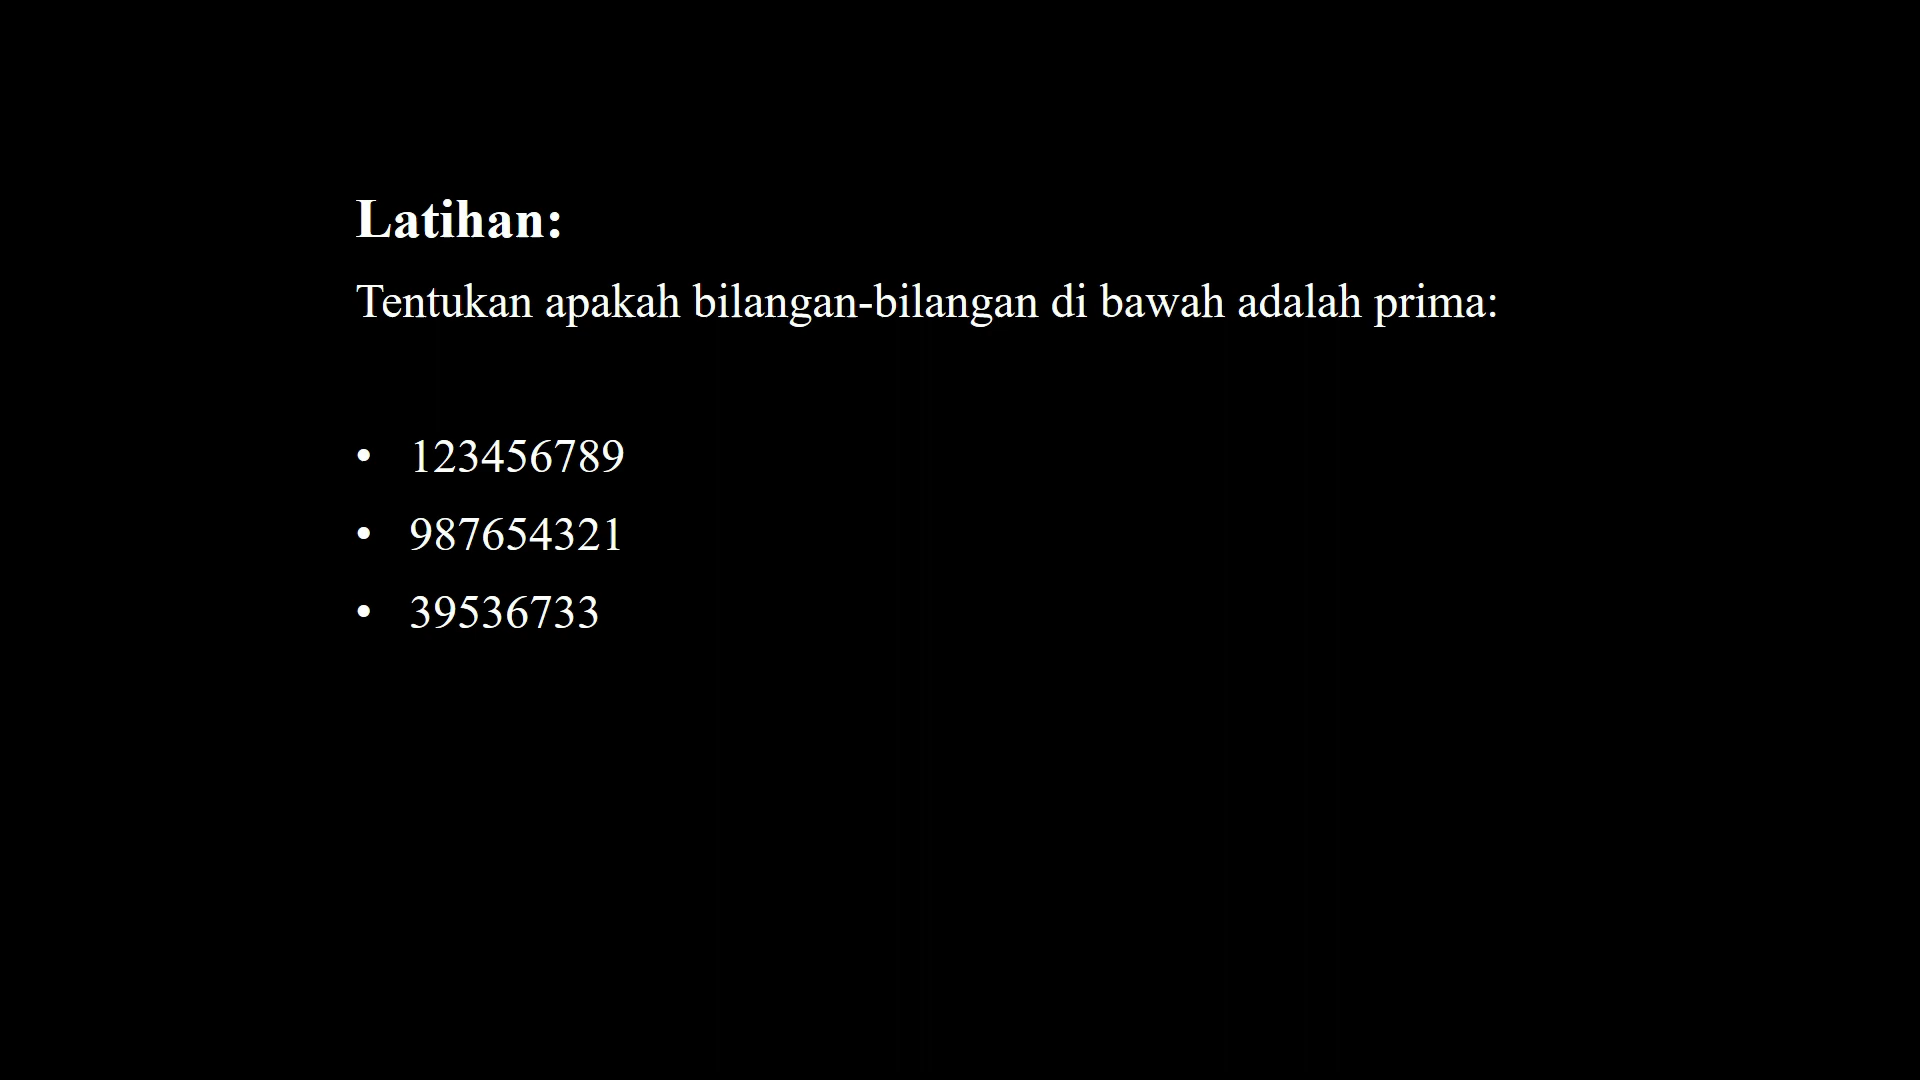 Latihan:
Tentukan apakah bilangan-bilangan di bawah adalah prima:
• 123456789
• 987654321
• 39536733